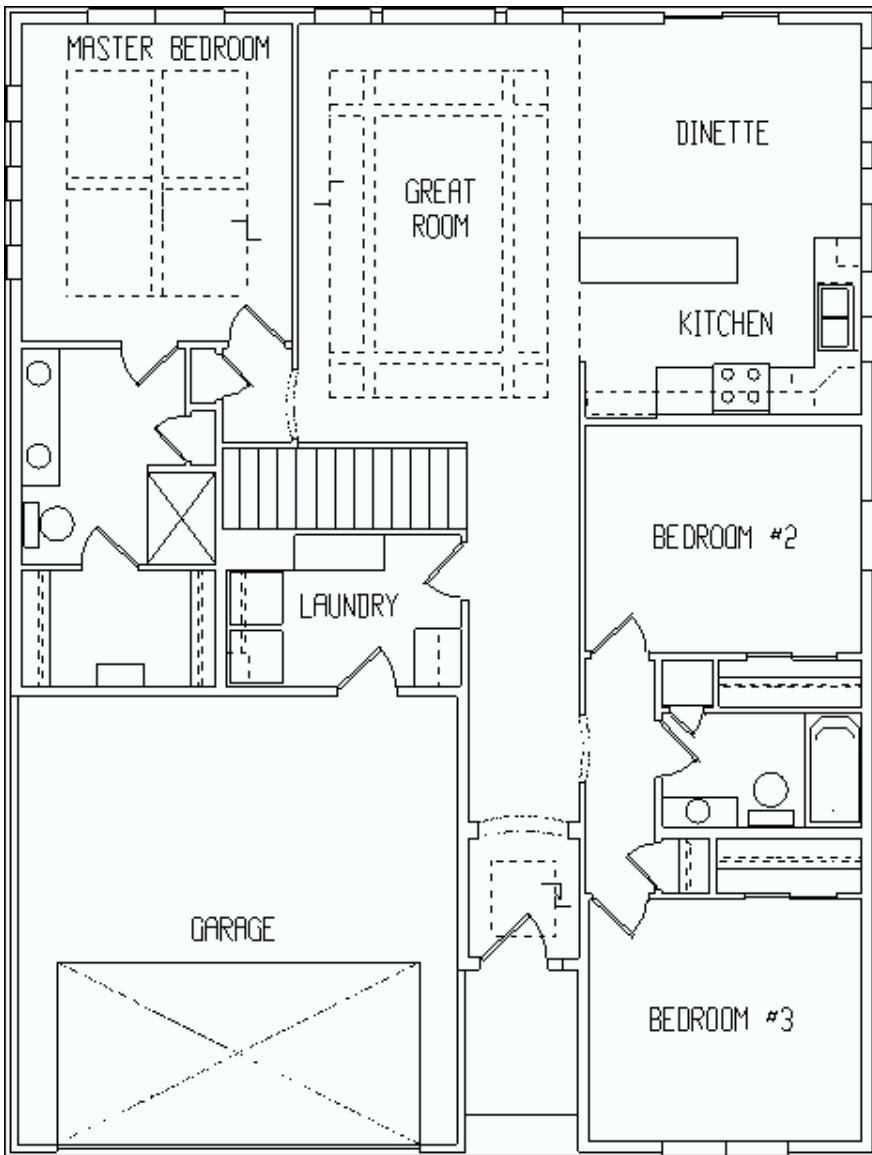 MASTER BEDROOM
DINETTE
GREAT
ROOM
KITCHEN
BEDROOM #2
LAUNDRY
GARAGE
BEDROOM #3